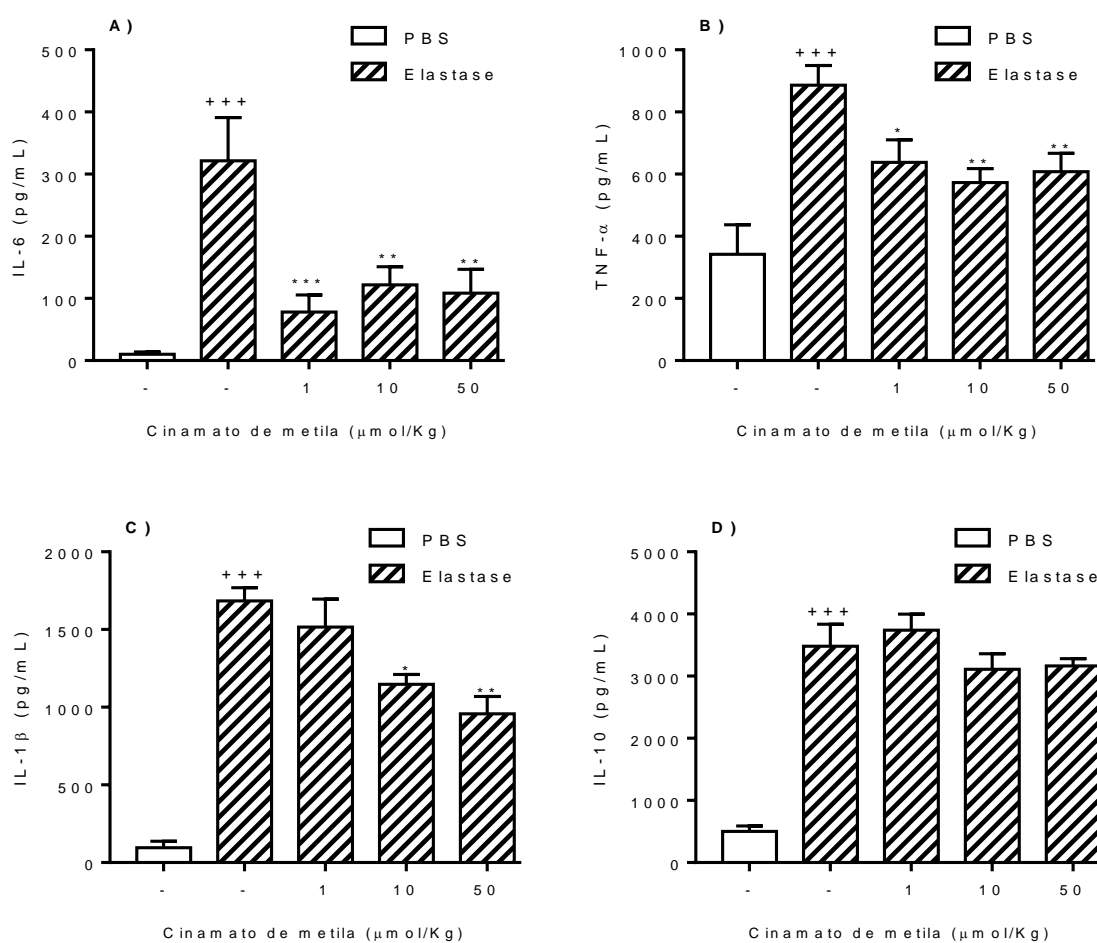 A)
PBS
Elastase
500
400
300
200
100
0
IL-6 (pg/mL)
+++
***
**
**
- - 1 10 50
Cinamato de metila (μmol/Kg)
B)
PBS
Elastase
1000
800
600
400
200
0
TNF-α (pg/mL)
+++
*
**
**
- - 1 10 50
Cinamato de metila (μmol/Kg)
C)
PBS
Elastase
2000
1500
1000
500
0
IL-1β (pg/mL)
+++
*
**
- - 1 10 50
Cinamato de metila (μmol/Kg)
D)
PBS
Elastase
5000
4000
3000
2000
1000
0
IL-10 (pg/mL)
+++
- - 1 10 50
Cinamato de metila (μmol/Kg)